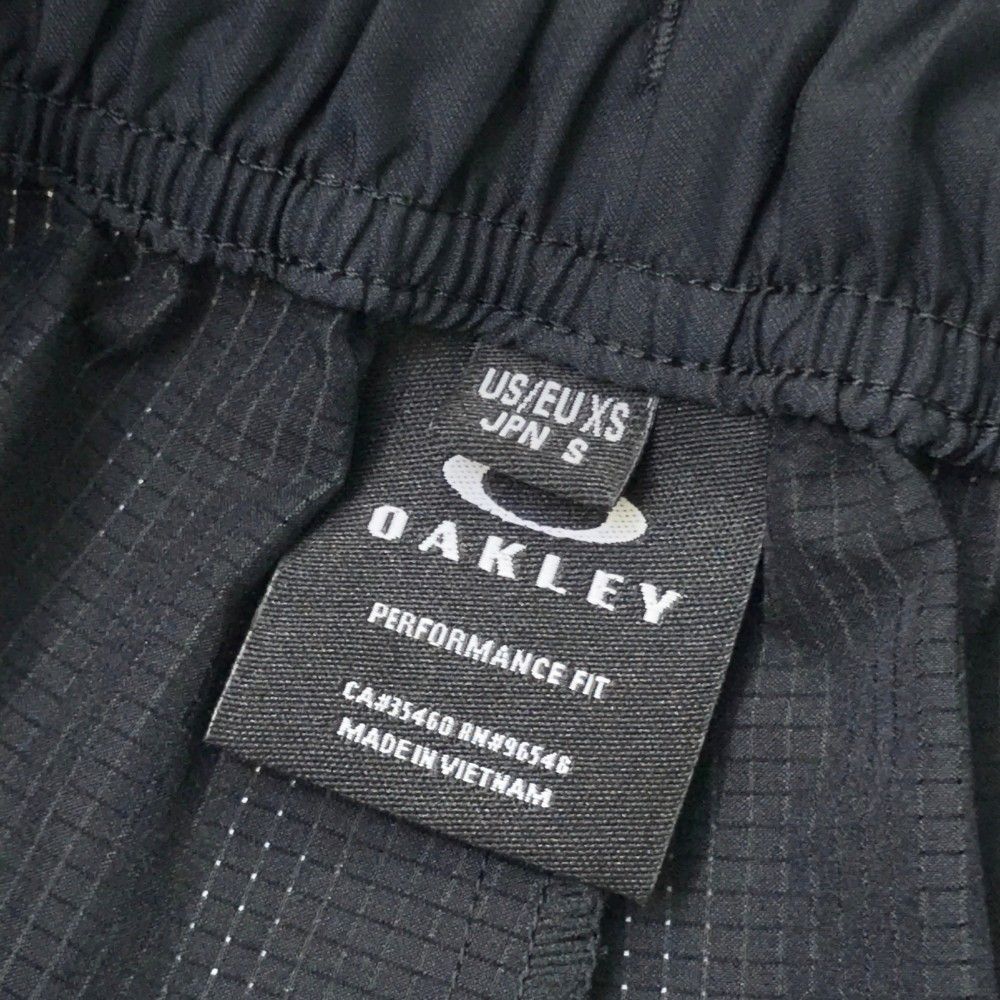 US/EU XS
JPN S
OAKLEY
PERFORMANCE FIT
CA#35460 RN#96548
MADE IN VIETNAM